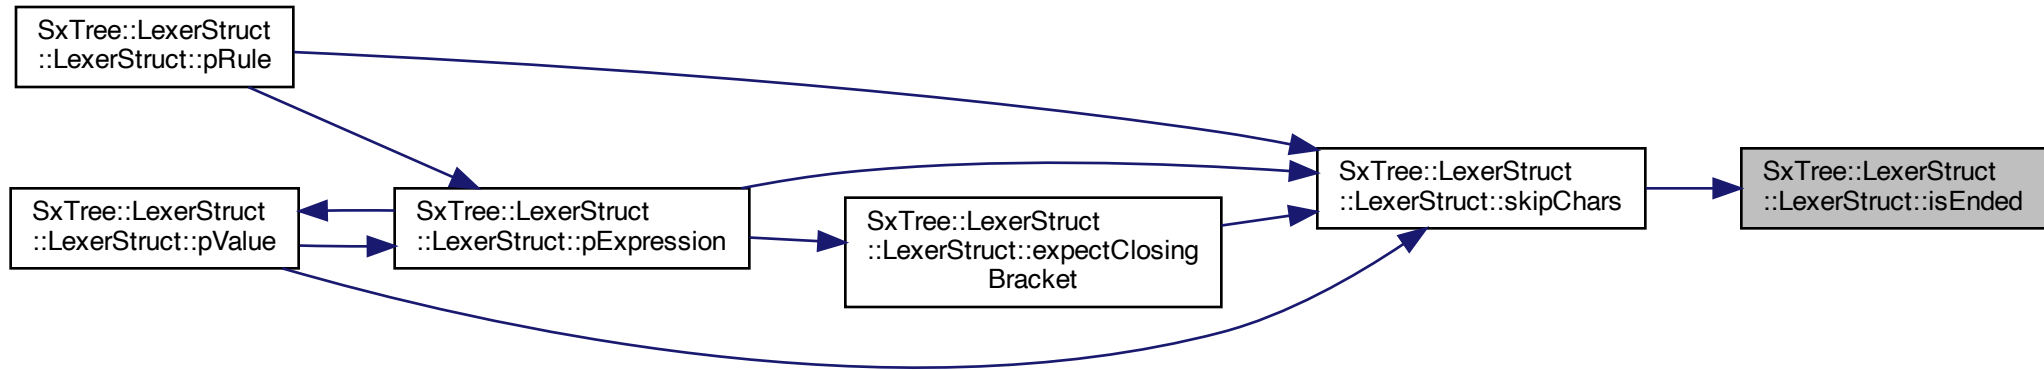 SxTree::LexerStruct
::LexerStruct::pRule
SxTree::LexerStruct
::LexerStruct::pValue
SxTree::LexerStruct
::LexerStruct::pExpression
SxTree::LexerStruct
::LexerStruct::expectClosing
Bracket
SxTree::LexerStruct
::LexerStruct::skipChars
SxTree::LexerStruct
::LexerStruct::isEnded